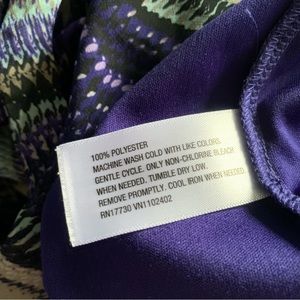 100% POLYESTER
MACHINE WASH COLD WITH LIKE COLORS.
GENTLE CYCLE. ONLY NON-CHLORINE BLEACH
WHEN NEEDED. TUMBLE DRY LOW.
REMOVE PROMPTLY. COOL IRON WHEN NEEDED.
RN17730 VN1102402